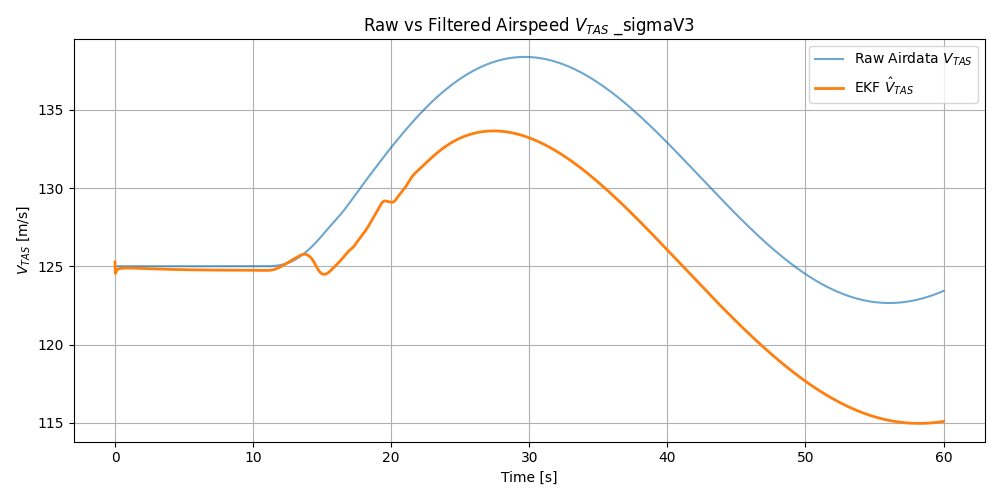 Raw vs Filtered Airspeed V_TAS _sigmaV3
Raw Airdata V_TAS
EKF V̂_TAS
V_TAS [m/s]
135
130
125
120
115
0 10 20 30 40 50 60
Time [s]